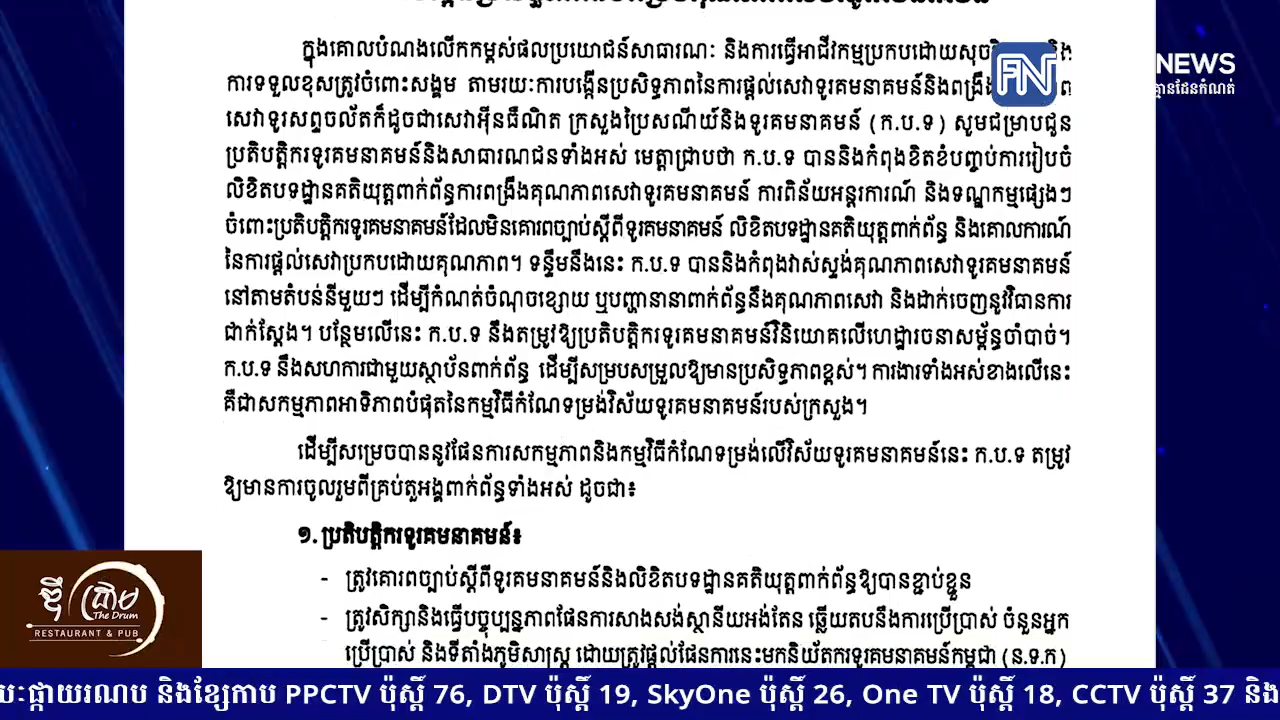 ក្នុងគោលបំណងលើកកម្ពស់ផលប្រយោជន៍សាធារណៈ និងការធ្វើអាជីវកម្មប្រកបដោយ
FN
NEWS
គ្មានដែនកំណត់
ការទទួលខុសត្រូវចំពោះសង្គម តាមរយៈការបង្កើនប្រសិទ្ធភាពនៃការផ្តល់សេវាទូរគមនាគមន៍និងពង្រឹង
សេវាទូរសព្ទចល័តក៏ដូចជាសេវាអ៊ីនធឺណិត ក្រសួងប្រៃសណីយ៍និងទូរគមនាគមន៍ (ក.ប.ទ) សូមជម្រាបជូន
ប្រតិបត្តិករទូរគមនាគមន៍និងសាធារណជនទាំងអស់ មេត្តាជ្រាបថា ក.ប.ទ បាននិងកំពុងខិតខំបញ្ចប់ការរៀបចំ
លិខិតបទដ្ឋានគតិយុត្តពាក់ព័ន្ធការពង្រឹងគុណភាពសេវាទូរគមនាគមន៍ ការពិន័យអន្តរការណ៍ និងទណ្ឌកម្មផ្សេងៗ
ចំពោះប្រតិបត្តិករទូរគមនាគមន៍ដែលមិនគោរពច្បាប់ស្តីពីទូរគមនាគមន៍ លិខិតបទដ្ឋានគតិយុត្តពាក់ព័ន្ធ និងគោលការណ៍
នៃការផ្តល់សេវាប្រកបដោយគុណភាព។ ទន្ទឹមនឹងនេះ ក.ប.ទ បាននិងកំពុងវាស់ស្ទង់គុណភាពសេវាទូរគមនាគមន៍
នៅតាមតំបន់នីមួយៗ ដើម្បីកំណត់ចំណុចខ្សោយ ឬបញ្ហានានាពាក់ព័ន្ធនឹងគុណភាពសេវា និងដាក់ចេញនូវវិធានការ
ជាក់ស្តែង។ បន្ថែមលើនេះ ក.ប.ទ នឹងតម្រូវឱ្យប្រតិបត្តិករទូរគមនាគមន៍វិនិយោគលើហេដ្ឋារចនាសម្ព័ន្ធចាំបាច់។
ក.ប.ទ នឹងសហការជាមួយស្ថាប័នពាក់ព័ន្ធ ដើម្បីសម្របសម្រួលឱ្យមានប្រសិទ្ធភាពខ្ពស់។ ការងារទាំងអស់ខាងលើនេះ
គឺជាសកម្មភាពអាទិភាពបំផុតនៃកម្មវិធីកំណែទម្រង់វិស័យទូរគមនាគមន៍របស់ក្រសួង។
ដើម្បីសម្រេចបាននូវផែនការសកម្មភាពនិងកម្មវិធីកំណែទម្រង់លើវិស័យទូរគមនាគមន៍នេះ ក.ប.ទ តម្រូវ
ឱ្យមានការចូលរួមពីគ្រប់តួអង្គពាក់ព័ន្ធទាំងអស់ ដូចជា៖
១. ប្រតិបត្តិករទូរគមនាគមន៍៖
- ត្រូវគោរពច្បាប់ស្តីពីទូរគមនាគមន៍និងលិខិតបទដ្ឋានគតិយុត្តពាក់ព័ន្ធឱ្យបានខ្ជាប់ខ្ជួន
- ត្រូវសិក្សានិងធ្វើបច្ចុប្បន្នភាពផែនការសាងសង់ស្ថានីយអង់តែន ឆ្លើយតបនឹងការប្រើប្រាស់ ចំនួនអ្នក
ប្រើប្រាស់ និងទីតាំងភូមិសាស្ត្រ ដោយត្រូវផ្តល់ផែនការនេះមកនិយ័តករទូរគមនាគមន៍កម្ពុជា (ន.ទ.ក)
ឌឹ ដ្រាម
The Drum
RESTAURANT & PUB
បៈផ្កាយរណប និងខ្សែកាប PPCTV ប៉ុស្តិ៍ 76, DTV ប៉ុស្តិ៍ 19, SkyOne ប៉ុស្តិ៍ 26, One TV ប៉ុស្តិ៍ 18, CCTV ប៉ុស្តិ៍ 37 និង